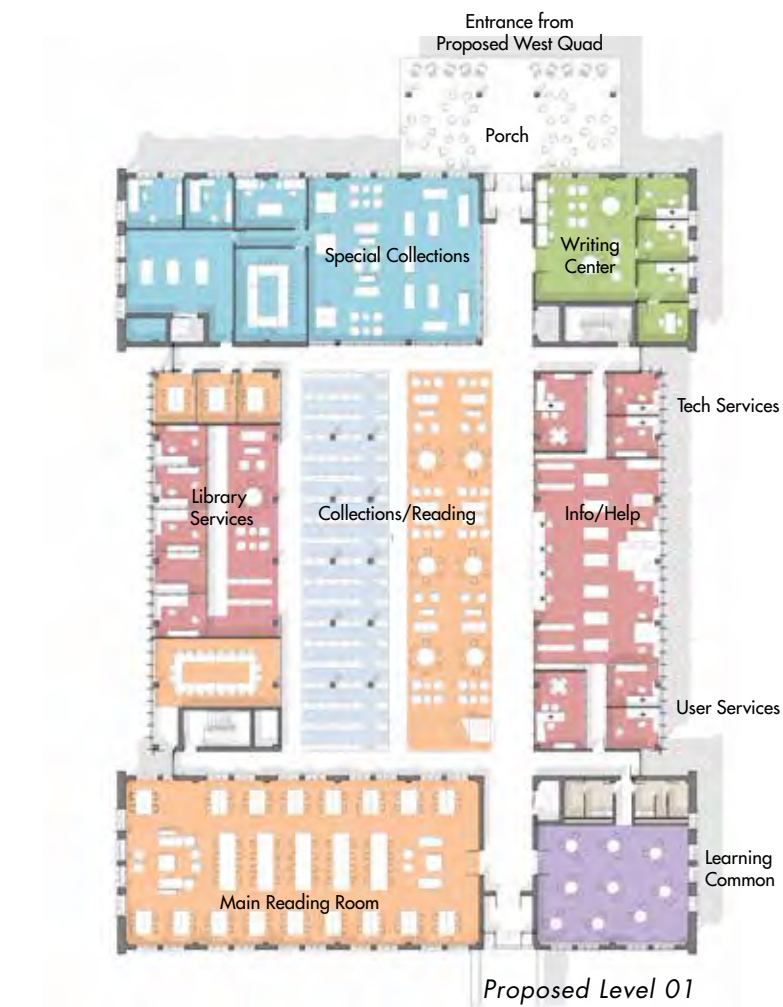 Entrance from
Proposed West Quad
Porch
Special Collections
Writing
Center
Tech Services
Library
Services
Collections/Reading
Info/Help
User Services
Learning
Common
Main Reading Room
Proposed Level 01